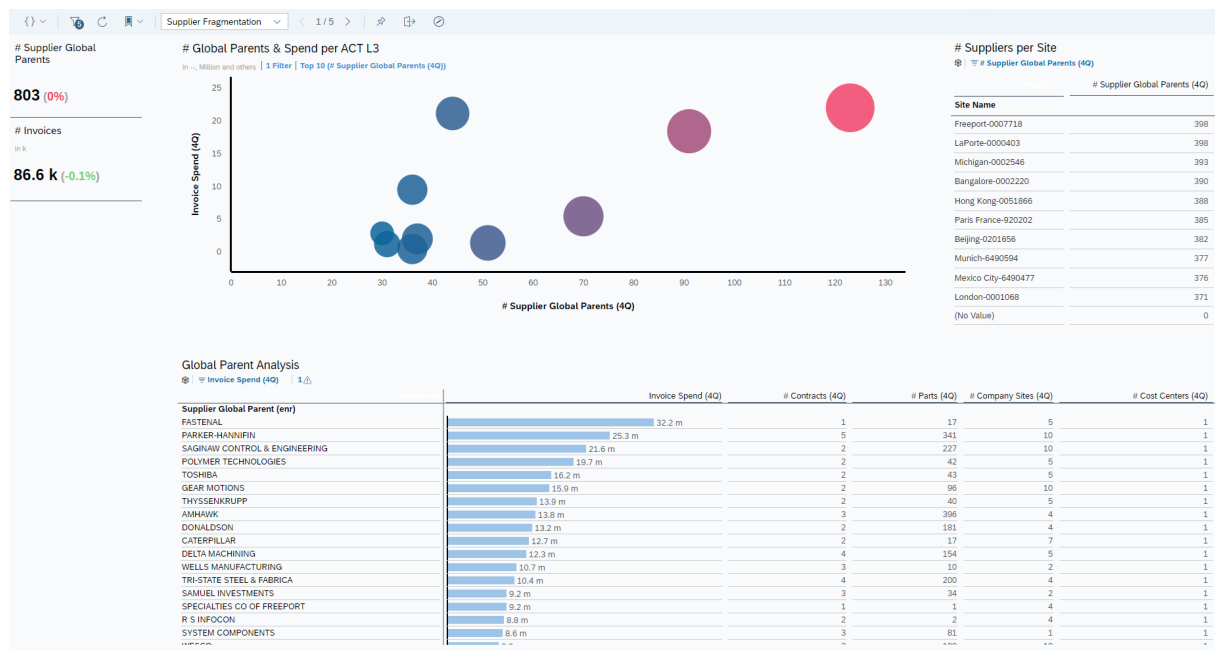 { }
5
Supplier Fragmentation
1 / 5
# Supplier Global
Parents
803 (0%)
# Invoices
in k
86.6 k (-0.1%)
# Global Parents & Spend per ACT L3
in –, Million and others | 1 Filter | Top 10 (# Supplier Global Parents (4Q))
Invoice Spend (4Q)
25
20
15
10
5
0
0 10 20 30 40 50 60 70 80 90 100 110 120 130
# Supplier Global Parents (4Q)
# Suppliers per Site
# Supplier Global Parents (4Q)
# Supplier Global Parents (4Q)
Site Name
Freeport-0007718 398
LaPorte-0000403 398
Michigan-0002546 393
Bangalore-0002220 390
Hong Kong-0051866 388
Paris France-920202 385
Beijing-0201656 382
Munich-6490594 377
Mexico City-6490477 376
London-0001068 371
(No Value) 0
Global Parent Analysis
Invoice Spend (4Q) | 1
Invoice Spend (4Q) # Contracts (4Q) # Parts (4Q) # Company Sites (4Q) # Cost Centers (4Q)
Supplier Global Parent (enr)
FASTENAL 32.2 m 1 17 5 1
PARKER-HANNIFIN 25.3 m 5 341 10 1
SAGINAW CONTROL & ENGINEERING 21.6 m 2 227 10 1
POLYMER TECHNOLOGIES 19.7 m 2 42 5 1
TOSHIBA 16.2 m 2 43 5 1
GEAR MOTIONS 15.9 m 2 96 10 1
THYSSENKRUPP 13.9 m 2 40 5 1
AMHAWK 13.8 m 3 396 4 1
DONALDSON 13.2 m 2 181 4 1
CATERPILLAR 12.7 m 2 17 7 1
DELTA MACHINING 12.3 m 4 154 5 1
WELLS MANUFACTURING 10.7 m 3 10 2 1
TRI-STATE STEEL & FABRICA 10.4 m 4 200 4 1
SAMUEL INVESTMENTS 9.2 m 3 34 2 1
SPECIALTIES CO OF FREEPORT 9.2 m 1 1 4 1
R S INFOCON 8.8 m 2 2 4 1
SYSTEM COMPONENTS 8.6 m 3 81 1 1